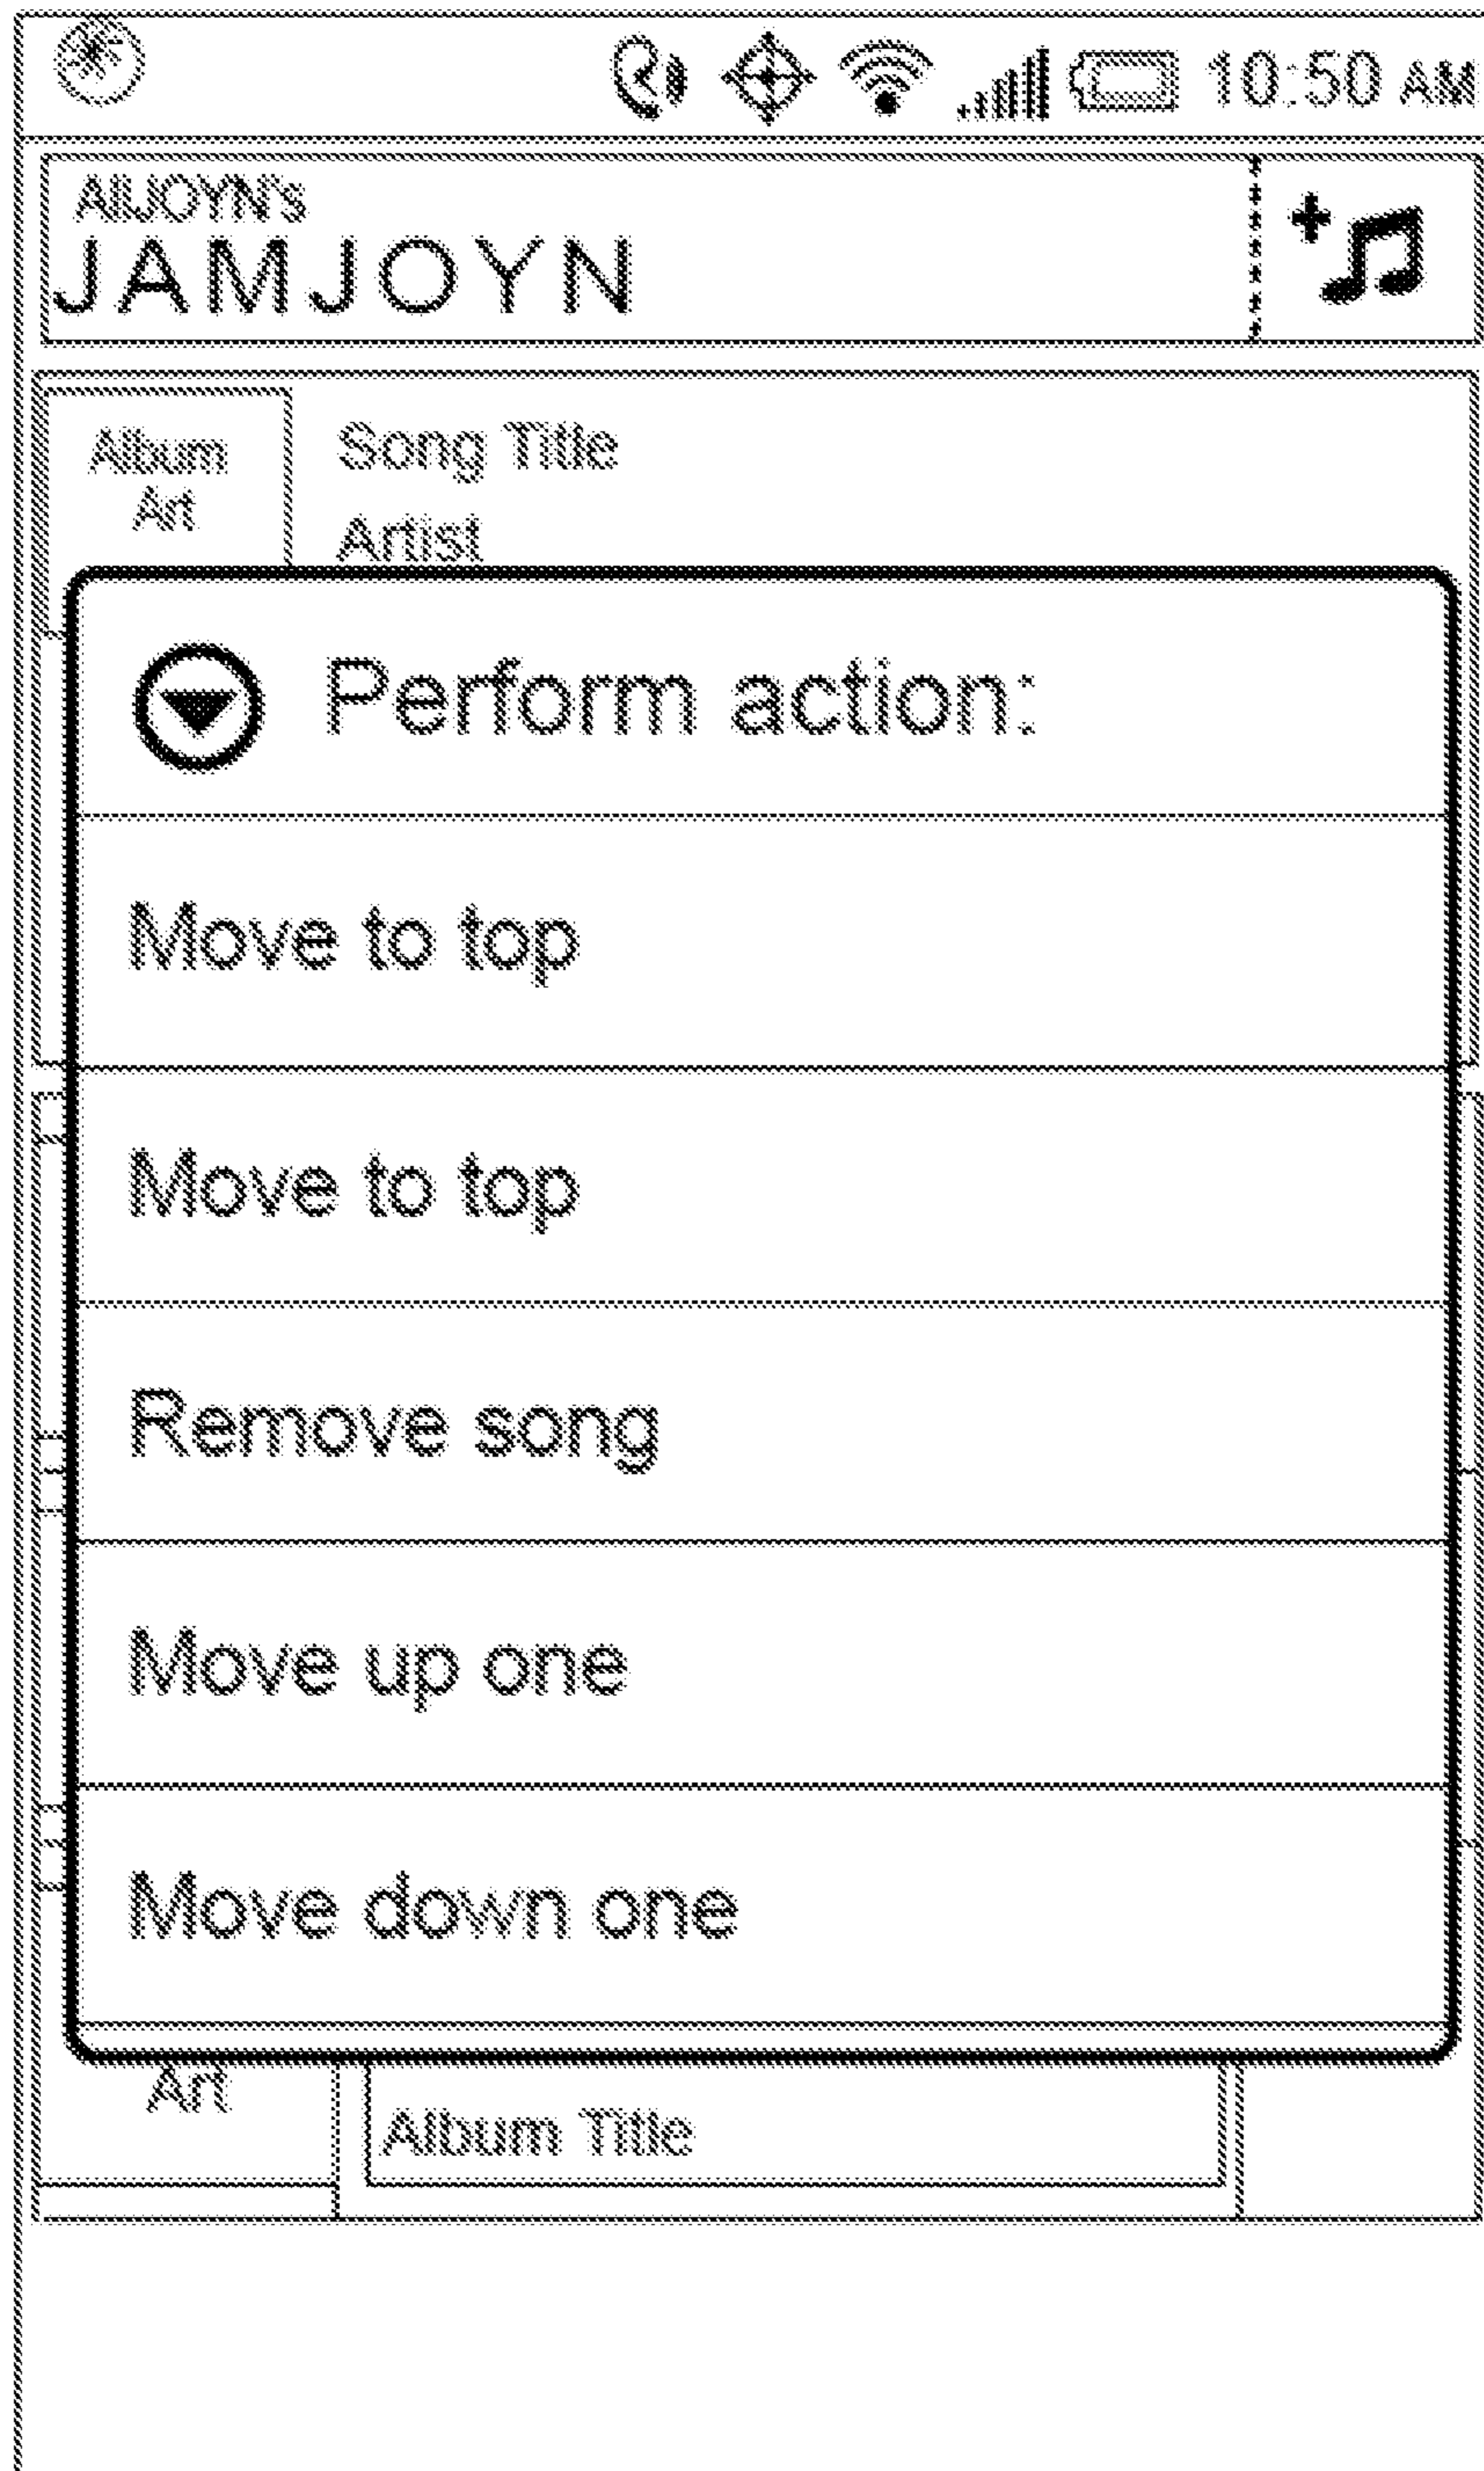 10:50 AM
AllJOYN's
JAMJOYN
Album
Art
Song Title
Artist
Perform action:
Move to top
Move to top
Remove song
Move up one
Move down one
Art
Album Title